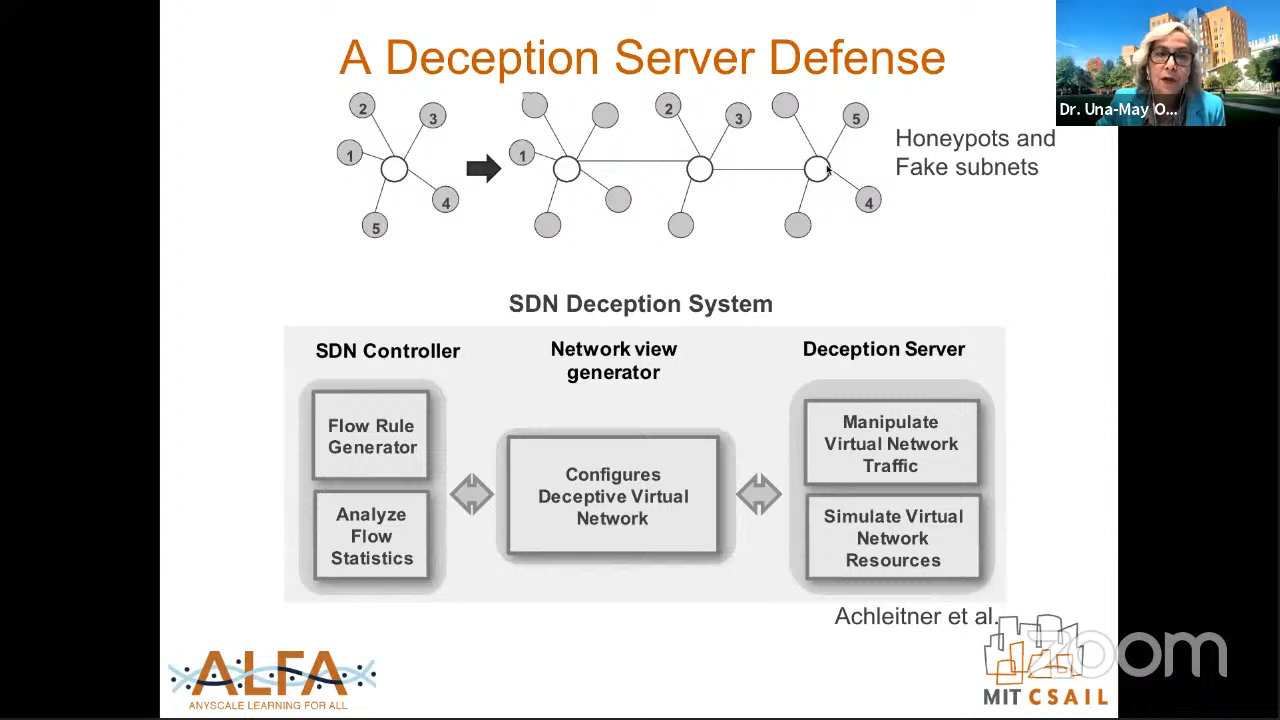 A Deception Server Defense
Dr. Una-May O...
2
3
1
4
5
1
2
3
5
4
Honeypots and
Fake subnets
SDN Deception System
SDN Controller
Flow Rule
Generator
Analyze
Flow
Statistics
Network view
generator
Configures
Deceptive Virtual
Network
Deception Server
Manipulate
Virtual Network
Traffic
Simulate Virtual
Network
Resources
Achleitner et al.
ALFA
ANYSCALE LEARNING FOR ALL
MIT CSAIL
zoom